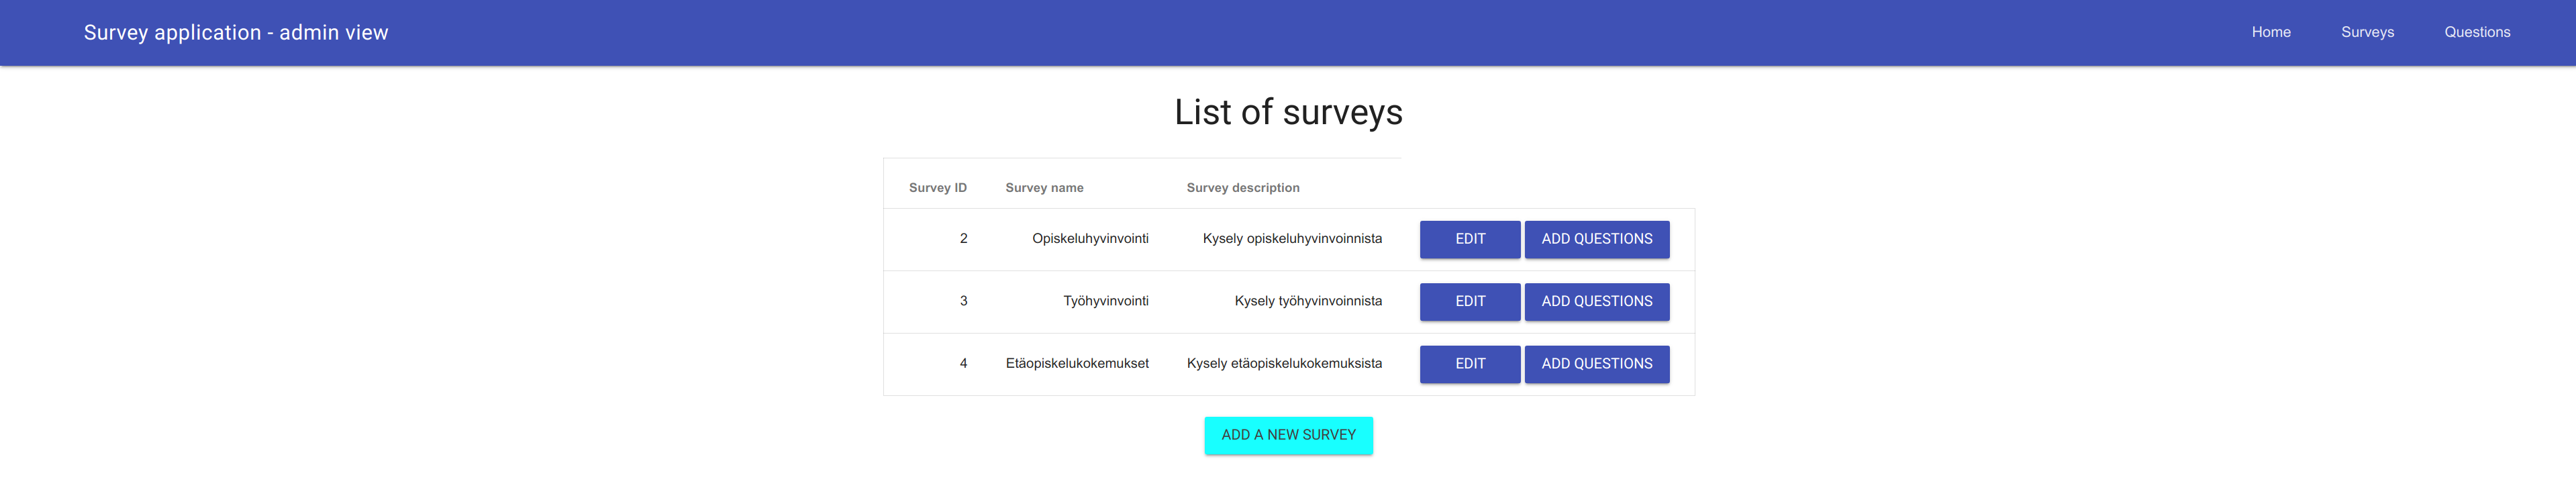 Survey application - admin view Home Surveys Questions
List of surveys
Survey ID Survey name Survey description
2 Opiskeluhyvinvointi Kysely opiskeluhyvinvoinnista EDIT ADD QUESTIONS
3 Työhyvinvointi Kysely työhyvinvoinnista EDIT ADD QUESTIONS
4 Etäopiskelukokemukset Kysely etäopiskelukokemuksista EDIT ADD QUESTIONS
ADD A NEW SURVEY